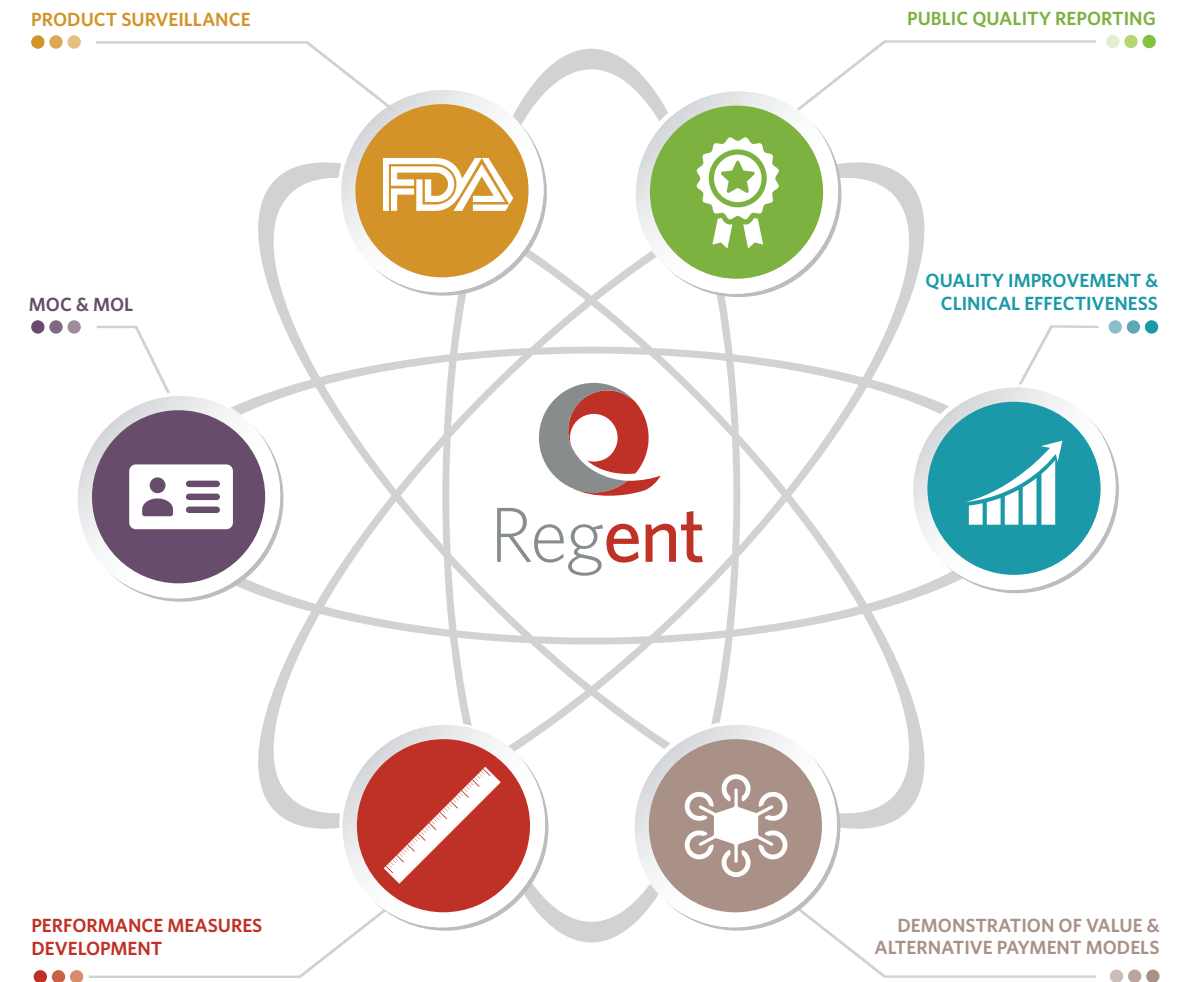 PRODUCT SURVEILLANCE
PUBLIC QUALITY REPORTING
FDA
MOC & MOL
QUALITY IMPROVEMENT &
CLINICAL EFFECTIVENESS
Regent
PERFORMANCE MEASURES
DEVELOPMENT
DEMONSTRATION OF VALUE &
ALTERNATIVE PAYMENT MODELS